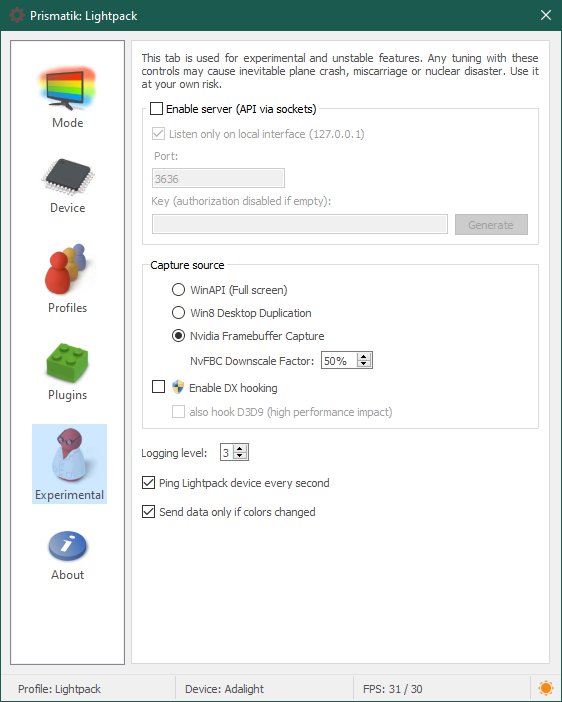 Prismatik: Lightpack
Mode
Device
Profiles
Plugins
Experimental
About
This tab is used for experimental and unstable features. Any tuning with these
controls may cause inevitable plane crash, miscarriage or nuclear disaster. Use it
at your own risk.
Enable server (API via sockets)
Listen only on local interface (127.0.0.1)
Port:
3636
Key (authorization disabled if empty):
Generate
Capture source
WinAPI (Full screen)
Win8 Desktop Duplication
Nvidia Framebuffer Capture
NvFBC Downscale Factor: 50%
Enable DX hooking
also hook D3D9 (high performance impact)
Logging level: 3
Ping Lightpack device every second
Send data only if colors changed
Profile: Lightpack Device: Adalight FPS: 31 / 30